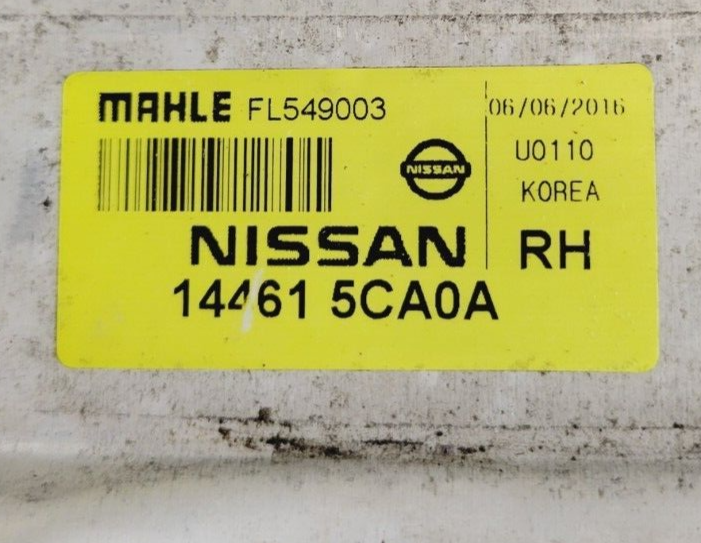 MAHLE FL549003
06/06/2016
U0110
KOREA
NISSAN
NISSAN RH
14461 5CA0A